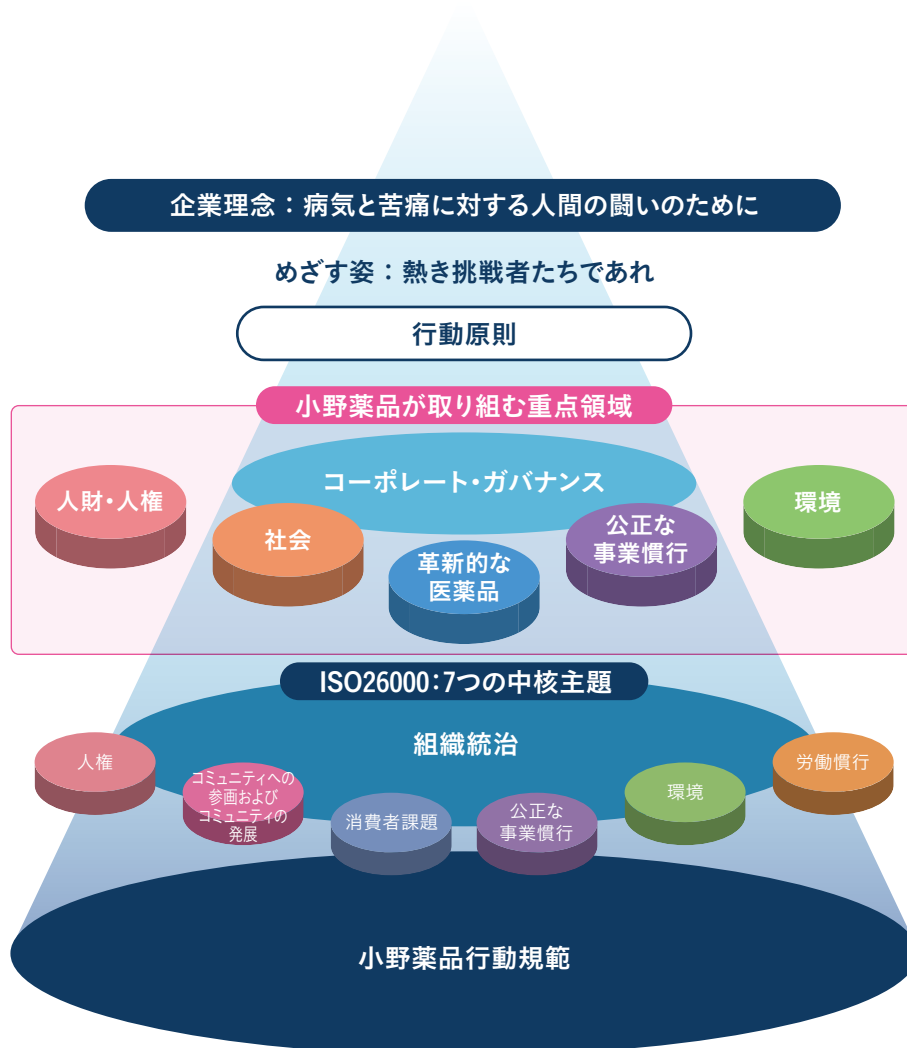 企業理念：病気と苦痛に対する人間の闘いのために
めざす姿：熱き挑戦者たちであれ
行動原則
小野薬品が取り組む重点領域
コーポレート・ガバナンス
人財・人権
社会
革新的な
医薬品
公正な
事業慣行
環境
ISO26000：7つの中核主題
組織統治
人権
コミュニティへの
参画および
コミュニティの
発展
消費者課題
公正な
事業慣行
環境
労働慣行
小野薬品行動規範